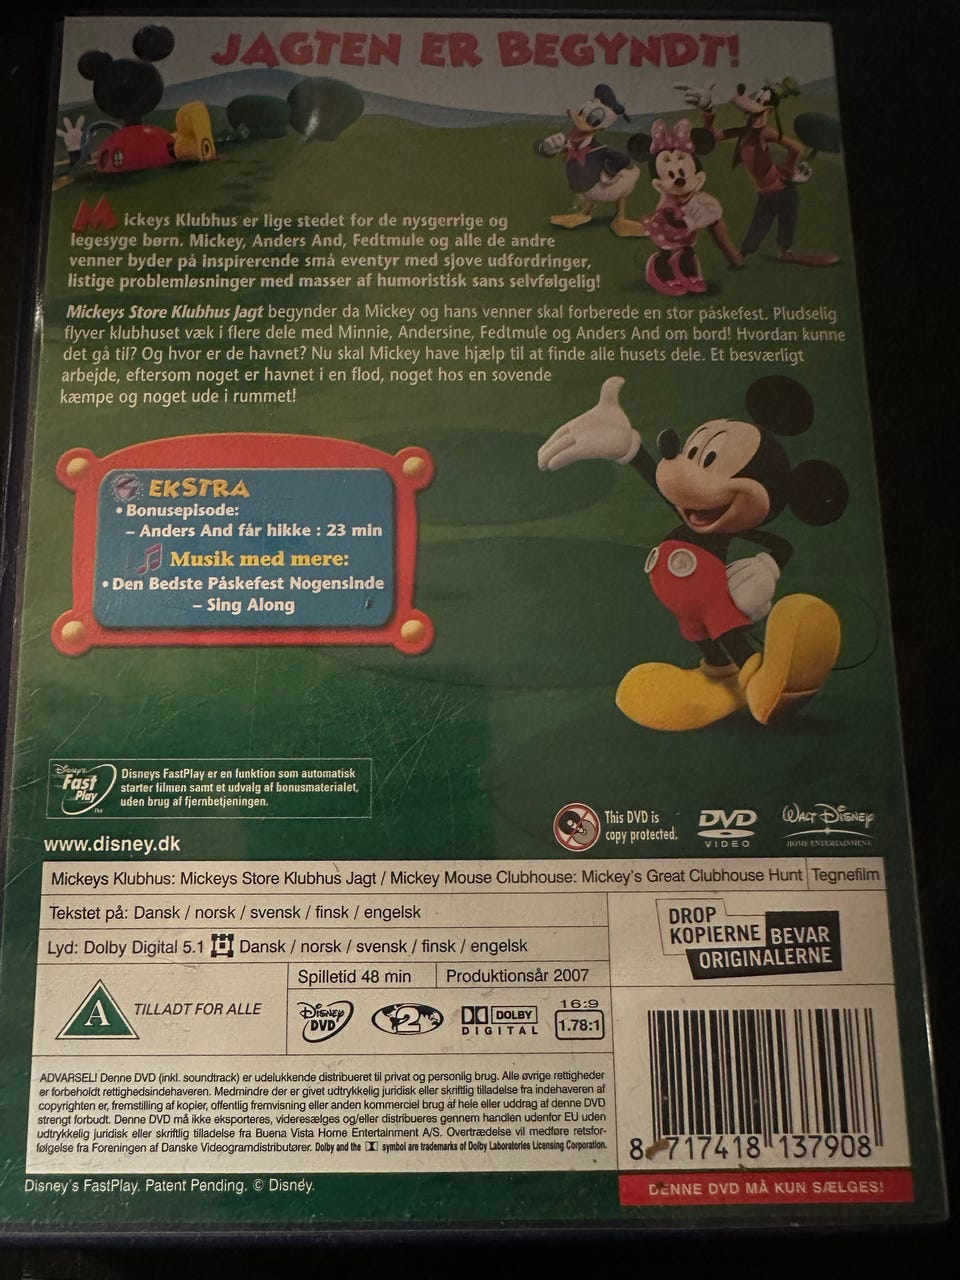 JAGTEN ER BEGYNDT!
Mickeys Klubhus er lige stedet for de nysgerrige og
legesyge børn. Mickey, Anders And, Fedtmule og alle de andre
venner byder på inspirerende små eventyr med sjove udfordringer,
listige problemløsninger med masser af humoristisk sans selvfølgelig!
Mickeys Store Klubhus Jagt begynder da Mickey og hans venner skal forberede en stor påskefest. Pludselig
flyver klubhuset væk i flere dele med Minnie, Andersine, Fedtmule og Anders And om bord! Hvordan kunne
det gå til? Og hvor er de havnet? Nu skal Mickey have hjælp til at finde alle husets dele. Et besværligt
arbejde, eftersom noget er havnet i en flod, noget hos en sovende
kæmpe og noget ude i rummet!
EKSTRA
• Bonusepisode:
– Anders And får hikke : 23 min
Musik med mere:
• Den Bedste Påskefest Nogensinde
– Sing Along
Disney's
Fast
Play
TM
Disneys FastPlay er en funktion som automatisk
starter filmen samt et udvalg af bonusmaterialet,
uden brug af fjernbetjeningen.
www.disney.dk
This DVD is
copy protected.
DVD
VIDEO
WALT DISNEY
HOME ENTERTAINMENT
Mickeys Klubhus: Mickeys Store Klubhus Jagt / Mickey Mouse Clubhouse: Mickey's Great Clubhouse Hunt
Tegnefilm
Tekstet på: Dansk / norsk / svensk / finsk / engelsk
Lyd: Dolby Digital 5.1 Dansk / norsk / svensk / finsk / engelsk
DROP
KOPIERNE
BEVAR
ORIGINALERNE
Spilletid 48 min
Produktionsår 2007
A
TILLADT FOR ALLE
DISNEY
DVD
2
DOLBY
DIGITAL
16:9
1.78:1
ADVARSEL! Denne DVD (inkl. soundtrack) er udelukkende distribueret til privat og personlig brug. Alle øvrige rettigheder
er forbeholdt rettighedsindehaveren. Medmindre der er givet udtrykkelig juridisk eller skriftlig tilladelse fra indehaveren af
copyrighten er, fremstilling af kopier, offentlig fremvisning eller anden kommerciel brug af hele eller uddrag af denne DVD
strengt forbudt. Denne DVD må ikke eksporteres, videresælges og/eller distribueres gennem handlen udenfor EU uden
udtrykkelig juridisk eller skriftlig tilladelse fra Buena Vista Home Entertainment A/S. Overtrædelse vil medføre retsfor-
følgelse fra Foreningen af Danske Videogramdistributører. Dolby and the symbol are trademarks of Dolby Laboratories Licensing Corporation.
8 717418 137908
Disney's FastPlay. Patent Pending. © Disney.
DENNE DVD MÅ KUN SÆLGES!